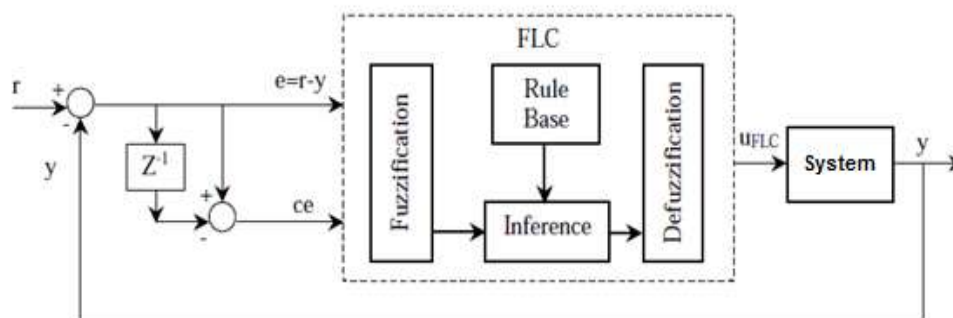 FLC
r
+
-
e=r-y
y
Z-1
+
-
ce
Fuzzification
Rule
Base
Inference
Defuzzification
uFLC
System
y